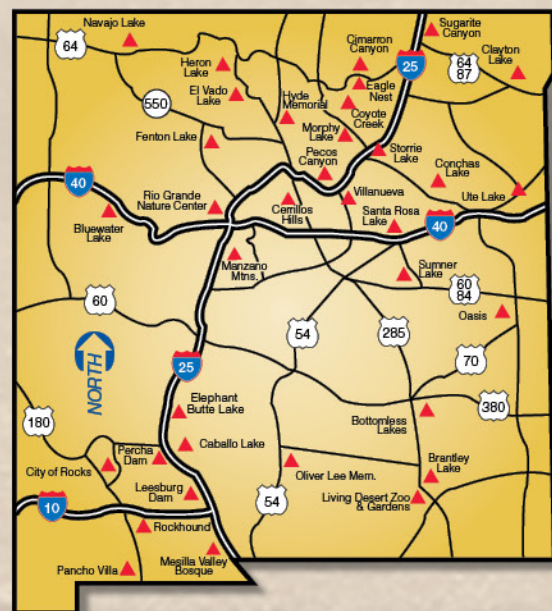 Navajo Lake
Sugarite
Canyon
64
Cimarron
Canyon
Clayton
Lake
Heron
Lake
25
64
87
El Vado
Lake
Hyde
Memorial
Eagle
Nest
550
Coyote
Creek
Morphy
Lake
Fenton Lake
Storrie
Lake
Pecos
Canyon
Conchas
Lake
40
Rio Grande
Nature Center
Villanueva
Ute Lake
Cerrillos
Hills
Santa Rosa
Lake
40
Bluewater
Lake
Manzano
Mtns.
Sumner
Lake
60
84
60
Oasis
54
285
NORTH
70
25
Elephant
Butte Lake
380
180
Bottomless
Lakes
Percha
Dam
Caballo Lake
City of Rocks
Oliver Lee Mem.
Brantley
Lake
Leesburg
Dam
54
Living Desert Zoo
& Gardens
10
Rockhound
Mesilla Valley
Bosque
Pancho Villa